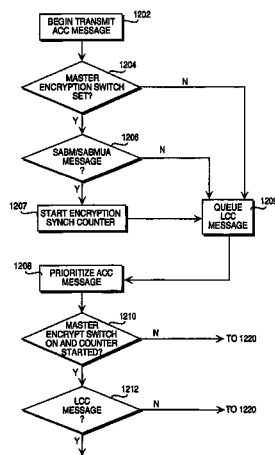 1202
BEGIN TRANSMIT
ACC MESSAGE
1204
MASTER
ENCRYPTION SWITCH
SET?
N
Y
1206
SABM/SABMUA
MESSAGE
?
N
Y
1207
START ENCRYPTION
SYNCH COUNTER
1209
QUEUE
LCC
MESSAGE
1208
PRIORITIZE ACC
MESSAGE
1210
MASTER
ENCRYPT SWITCH
ON AND COUNTER
STARTED?
N
TO 1220
Y
1212
LCC
MESSAGE
?
N
TO 1220
Y